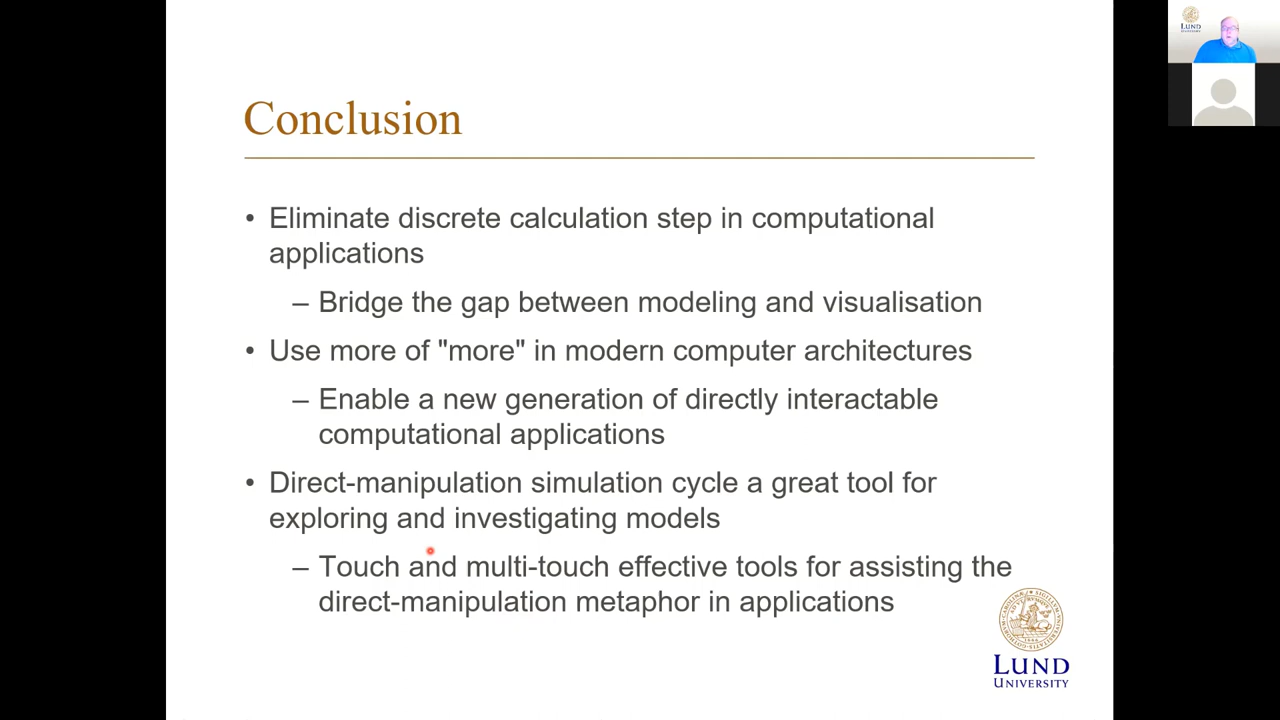 Conclusion
• Eliminate discrete calculation step in computational
applications
– Bridge the gap between modeling and visualisation
• Use more of "more" in modern computer architectures
– Enable a new generation of directly interactable
computational applications
• Direct-manipulation simulation cycle a great tool for
exploring and investigating models
– Touch and multi-touch effective tools for assisting the
direct-manipulation metaphor in applications
LUND
UNIVERSITY
LUND